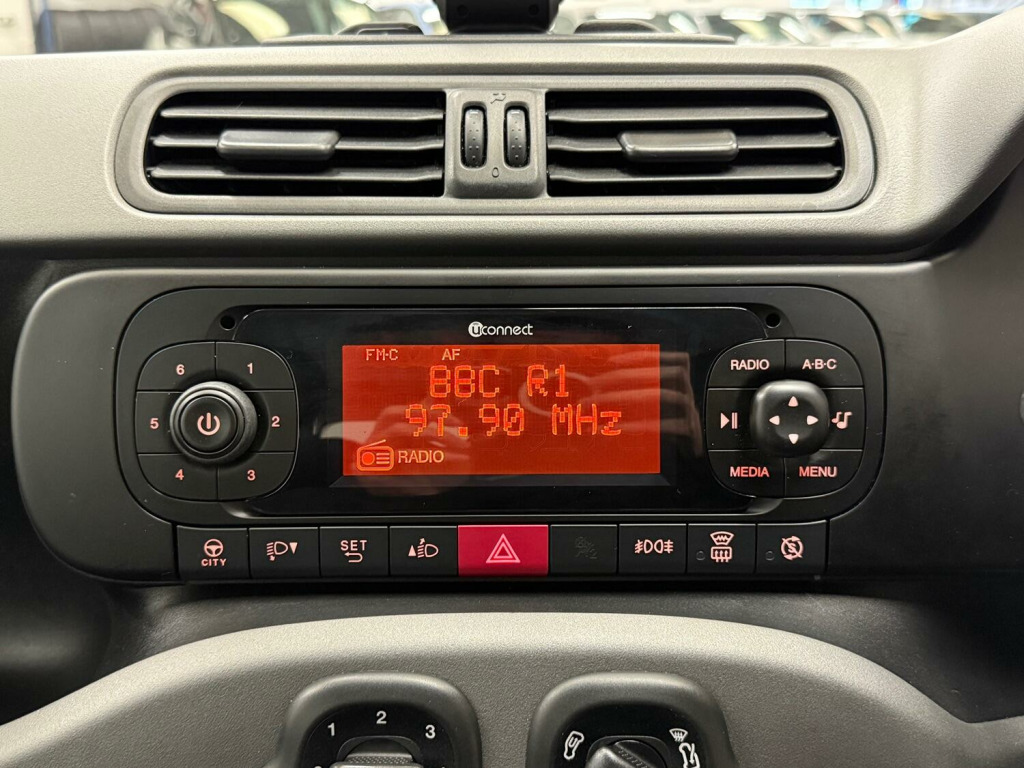 uconnect
FM-C AF
BBC R1
97.90 MHz
RADIO
6 1
5 2
4 3
RADIO A·B·C
MEDIA MENU
CITY
SET
1 2 3
0